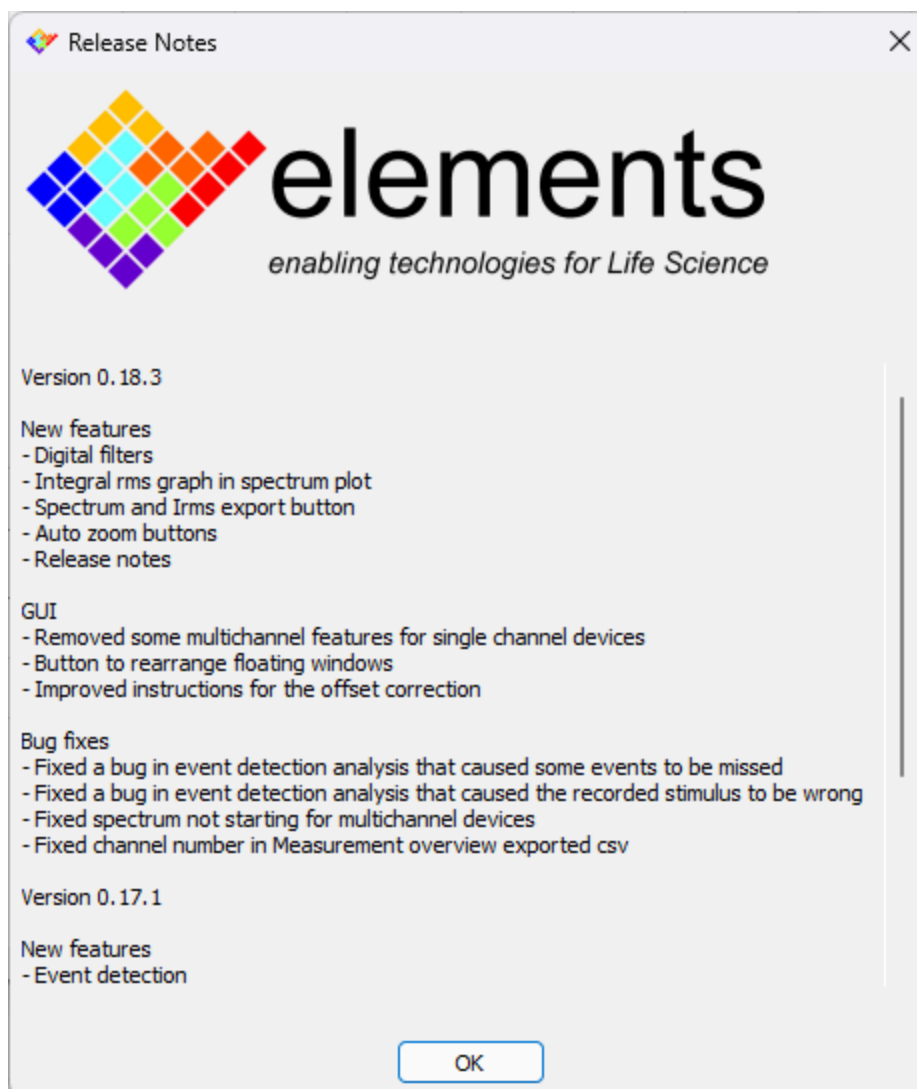 Release Notes
elements
enabling technologies for Life Science
Version 0.18.3
New features
- Digital filters
- Integral rms graph in spectrum plot
- Spectrum and Irms export button
- Auto zoom buttons
- Release notes
GUI
- Removed some multichannel features for single channel devices
- Button to rearrange floating windows
- Improved instructions for the offset correction
Bug fixes
- Fixed a bug in event detection analysis that caused some events to be missed
- Fixed a bug in event detection analysis that caused the recorded stimulus to be wrong
- Fixed spectrum not starting for multichannel devices
- Fixed channel number in Measurement overview exported csv
Version 0.17.1
New features
- Event detection
OK